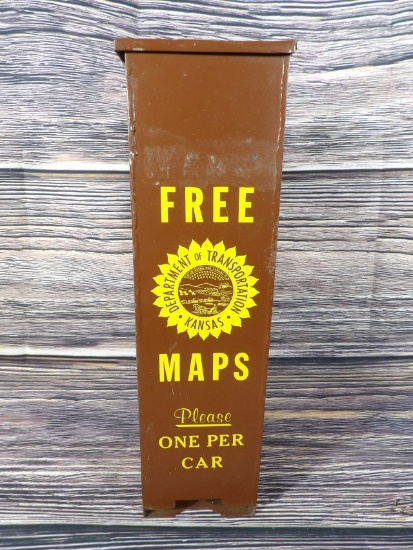 FREE
DEPARTMENT OF TRANSPORTATION
• KANSAS •
MAPS
Please
ONE PER
CAR